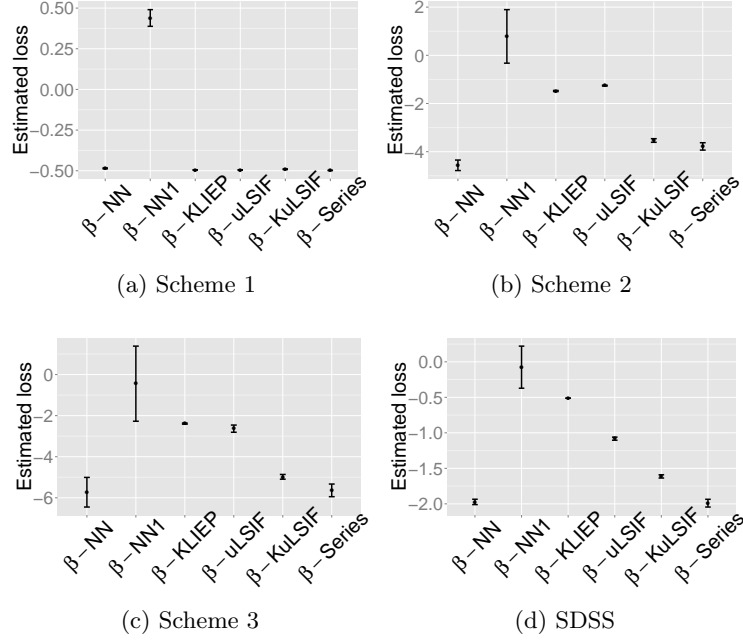 Estimated loss
0.50
0.25
0.00
−0.25
−0.50
β−NN
β−NN1
β−KLIEP
β−uLSIF
β−KuLSIF
β−Series
(a) Scheme 1
Estimated loss
2
0
−2
−4
β−NN
β−NN1
β−KLIEP
β−uLSIF
β−KuLSIF
β−Series
(b) Scheme 2
Estimated loss
0
−2
−4
−6
β−NN
β−NN1
β−KLIEP
β−uLSIF
β−KuLSIF
β−Series
(c) Scheme 3
Estimated loss
0.0
−0.5
−1.0
−1.5
−2.0
β−NN
β−NN1
β−KLIEP
β−uLSIF
β−KuLSIF
β−Series
(d) SDSS